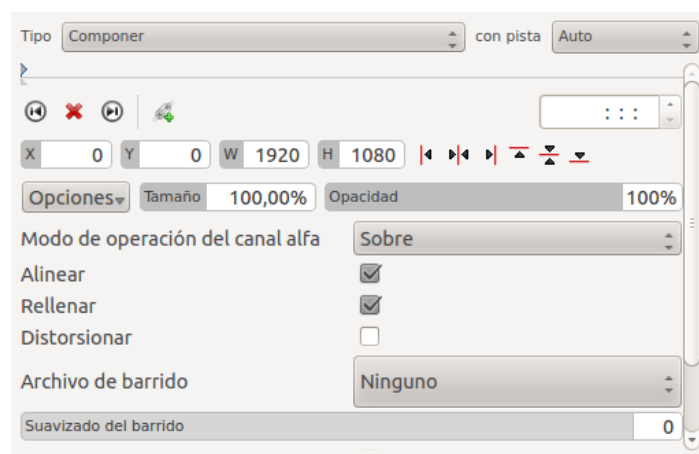 Tipo Componer con pista Auto
: : :
X 0 Y 0 W 1920 H 1080
Opciones Tamaño 100,00% Opacidad 100%
Modo de operación del canal alfa Sobre
Alinear
Rellenar
Distorsionar
Archivo de barrido Ninguno
Suavizado del barrido 0